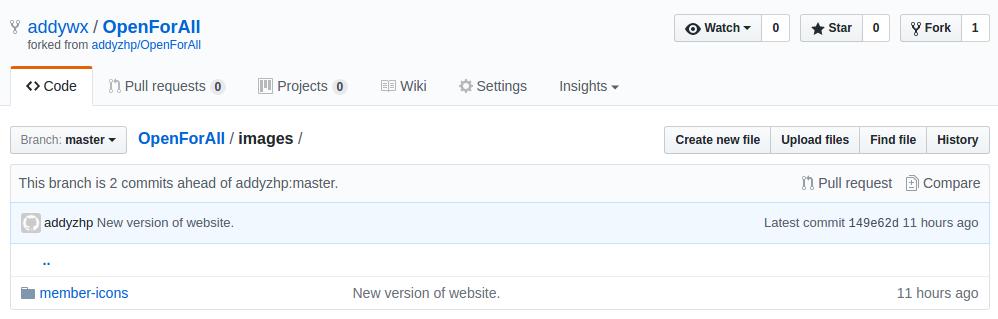 addywx / OpenForAll
forked from addyzhp/OpenForAll
Watch 0 Star 0 Fork 1
Code Pull requests 0 Projects 0 Wiki Settings Insights
Branch: master OpenForAll / images / Create new file Upload files Find file History
This branch is 2 commits ahead of addyzhp:master. Pull request Compare
addyzhp New version of website. Latest commit 149e62d 11 hours ago
..
member-icons New version of website. 11 hours ago